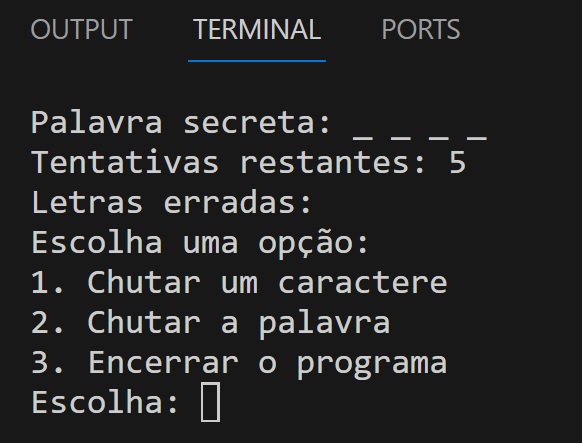 OUTPUT TERMINAL PORTS
Palavra secreta: _ _ _ _
Tentativas restantes: 5
Letras erradas:
Escolha uma opção:
1. Chutar um caractere
2. Chutar a palavra
3. Encerrar o programa
Escolha: